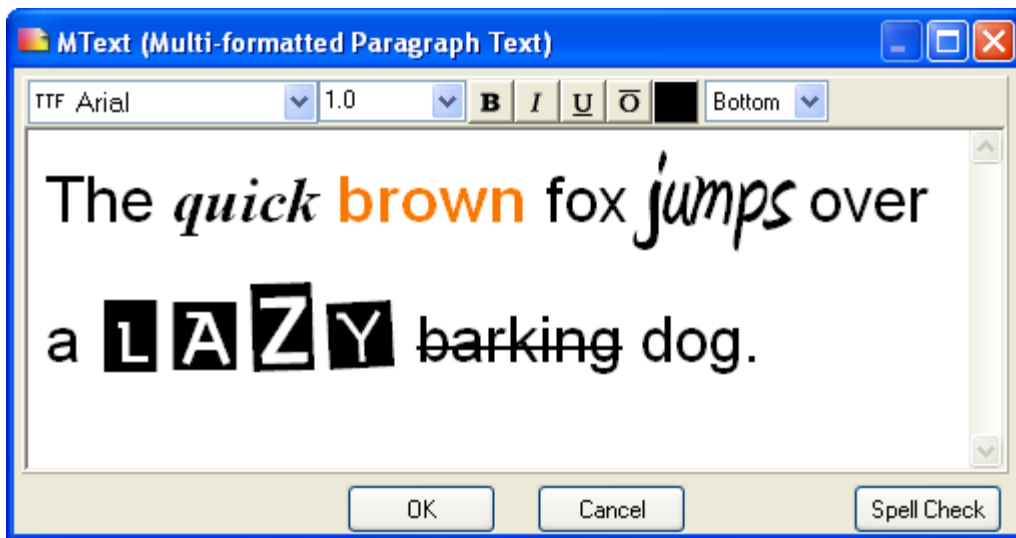 MText (Multi-formatted Paragraph Text)
TTF Arial 1.0 B I U O Bottom
The quick brown fox jumps over
a LAZY barking dog.
OK Cancel Spell Check